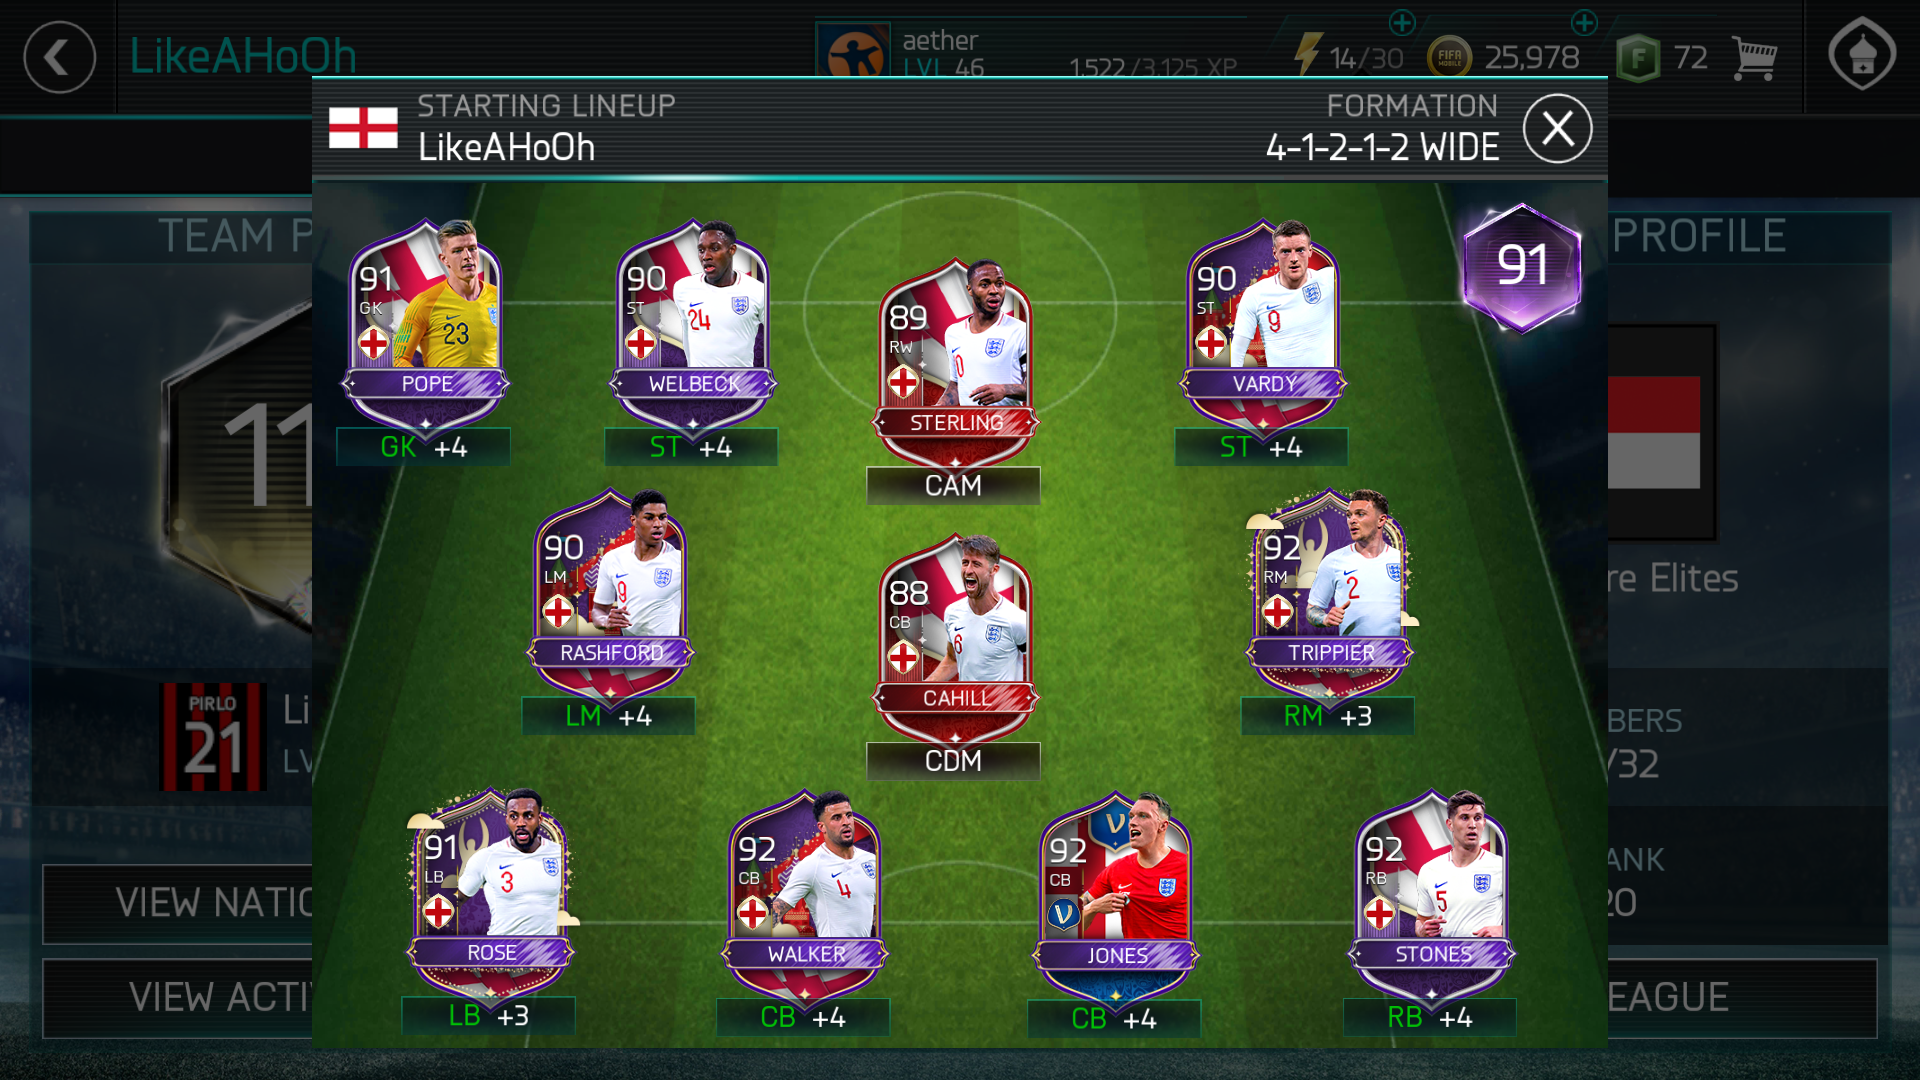 LikeAHoOh
aether
LVL 46
1,522/3,125 XP
14/30
FIFA MOBILE
25,978
F
72
STARTING LINEUP
LikeAHoOh
FORMATION
4-1-2-1-2 WIDE
TEAM P
PROFILE
91
91
GK
23
POPE
GK +4
90
ST
24
WELBECK
ST +4
89
RW
STERLING
CAM
90
ST
9
VARDY
ST +4
11
90
LM
9
RASHFORD
LM +4
88
CB
6
CAHILL
CDM
92
RM
2
TRIPPIER
RM +3
re Elites
PIRLO
21
Li
LV
BERS
/32
91
LB
3
ROSE
LB +3
92
CB
4
WALKER
CB +4
V
92
CB
V
JONES
CB +4
92
RB
5
STONES
RB +4
ANK
20
VIEW NATIO
VIEW ACTI
EAGUE